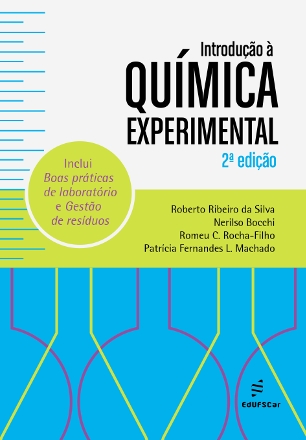 Introdução à
QUÍMICA
EXPERIMENTAL
2ª edição
Inclui
Boas práticas
de laboratório
e Gestão
de resíduos
Roberto Ribeiro da Silva
Nerilso Bocchi
Romeu C. Rocha-Filho
Patrícia Fernandes L. Machado
EdUFSCar